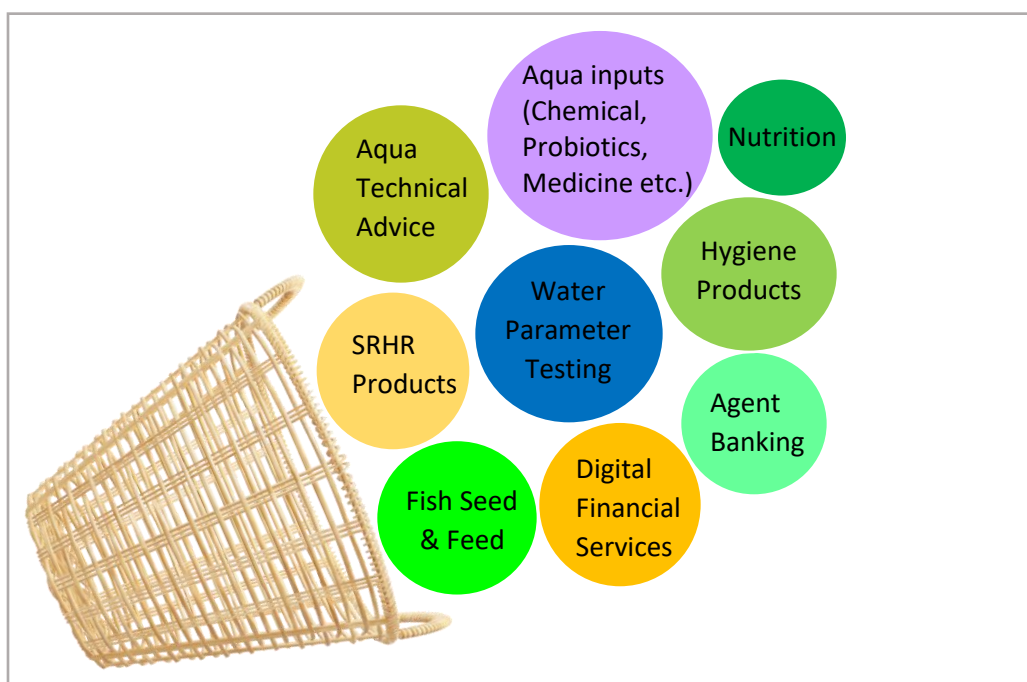 Aqua inputs
(Chemical,
Probiotics,
Medicine etc.)
Nutrition
Aqua
Technical
Advice
Hygiene
Products
Water
Parameter
Testing
SRHR
Products
Agent
Banking
Fish Seed
& Feed
Digital
Financial
Services